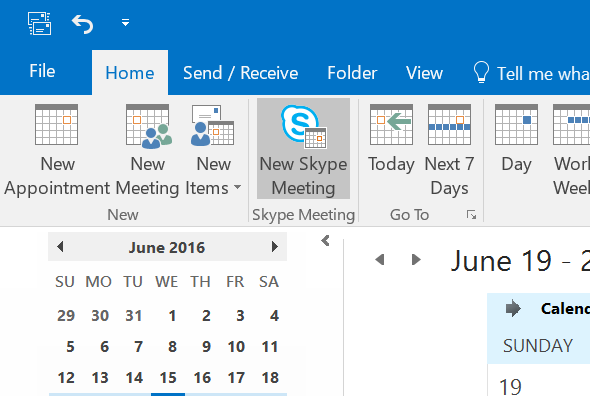 File Home Send / Receive Folder View Tell me wha
New Appointment New Meeting New Items New Skype Meeting Today Next 7 Days Day Wor Weel
New Skype Meeting Go To
June 2016
June 19 - 2
SU MO TU WE TH FR SA
29 30 31 1 2 3 4
5 6 7 8 9 10 11
12 13 14 15 16 17 18
Calend
SUNDAY
19